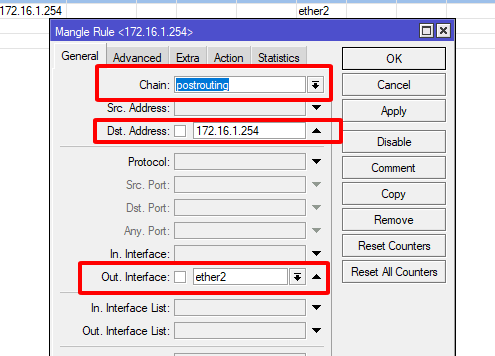 172.16.1.254 ether2
Mangle Rule <172.16.1.254>
General Advanced Extra Action Statistics
Chain: postrouting
Src. Address:
Dst. Address: 172.16.1.254
Protocol:
Src. Port:
Dst. Port:
Any. Port:
In. Interface:
Out. Interface: ether2
In. Interface List:
Out. Interface List:
OK
Cancel
Apply
Disable
Comment
Copy
Remove
Reset Counters
Reset All Counters